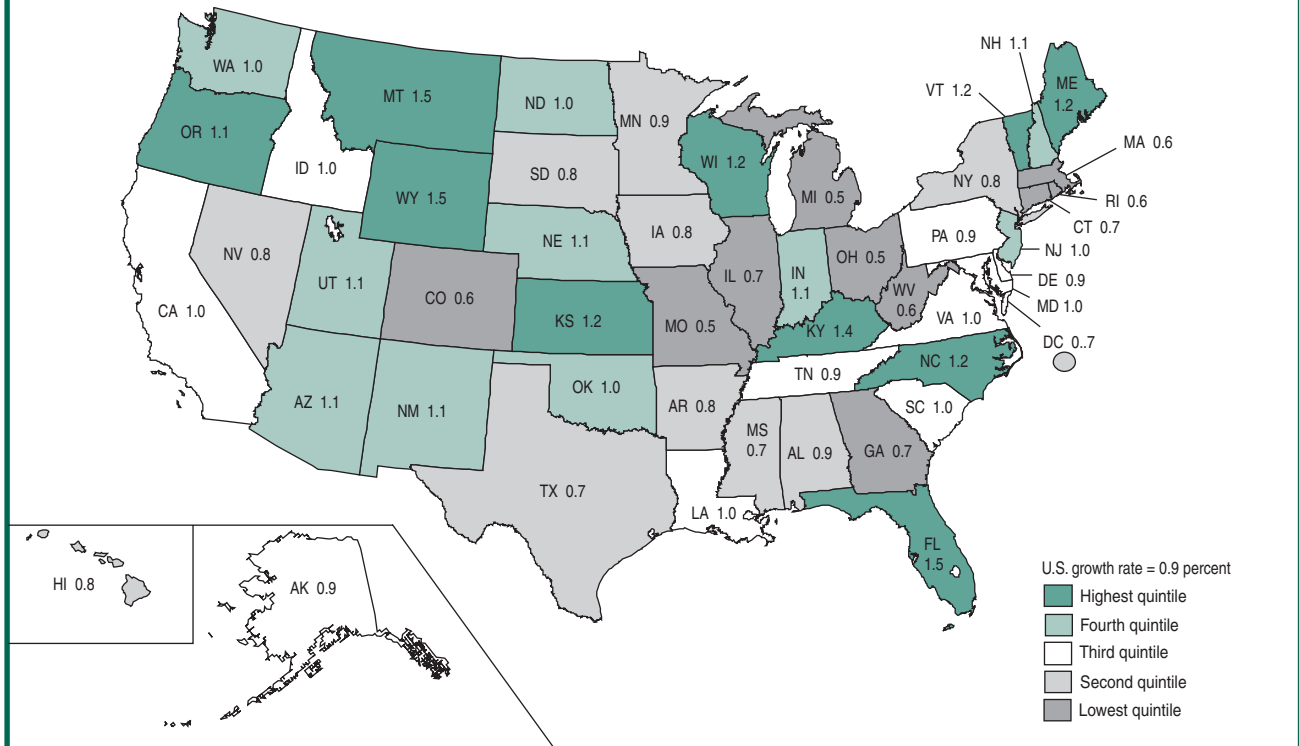 NH 1.1
WA 1.0
ME
1.2
VT 1.2
MT 1.5
ND 1.0
MN 0.9
OR 1.1
MA 0.6
WI 1.2
ID 1.0
SD 0.8
NY 0.8
WY 1.5
MI 0.5
RI 0.6
CT 0.7
IA 0.8
PA 0.9
NE 1.1
NJ 1.0
NV 0.8
OH 0.5
IL 0.7
IN
1.1
UT 1.1
DE 0.9
WV
0.6
CO 0.6
MD 1.0
CA 1.0
KS 1.2
MO 0.5
VA 1.0
KY 1.4
DC 0..7
NC 1.2
TN 0.9
OK 1.0
AZ 1.1
NM 1.1
AR 0.8
SC 1.0
MS
0.7
AL 0.9
GA 0.7
TX 0.7
LA 1.0
FL
1.5
HI 0.8
AK 0.9
U.S. growth rate = 0.9 percent
Highest quintile
Fourth quintile
Third quintile
Second quintile
Lowest quintile